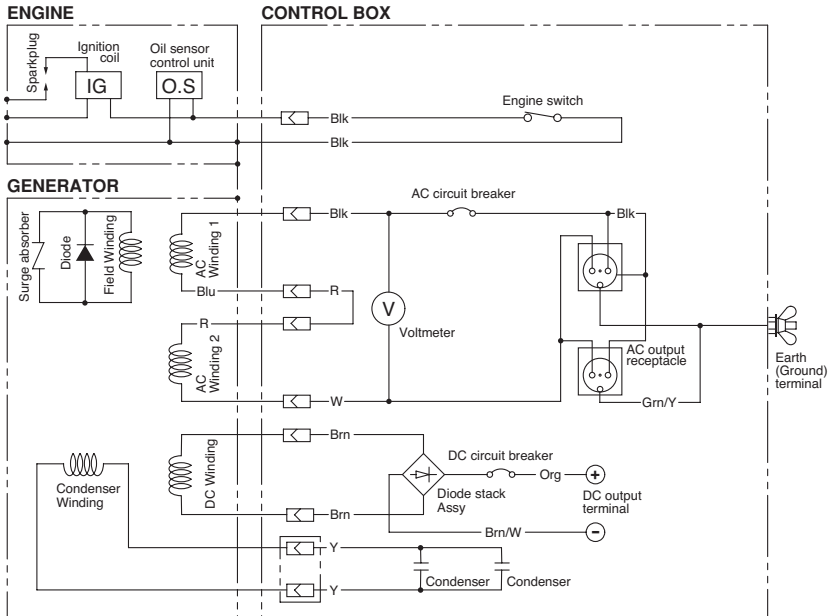 ENGINE
CONTROL BOX
Sparkplug
Ignition
coil
IG
Oil sensor
control unit
O.S
Engine switch
Blk
Blk
GENERATOR
Surge absorber
Diode
Field Winding
AC
Winding 1
Blk
AC circuit breaker
Blk
Blu
R
R
V
Voltmeter
AC
Winding 2
AC output
receptacle
Earth
(Ground)
terminal
W
Grn/Y
Condenser
Winding
DC Winding
Brn
DC circuit breaker
Org
+
Diode stack
Assy
DC output
terminal
Brn
Brn/W
−
Y
Y
Condenser
Condenser